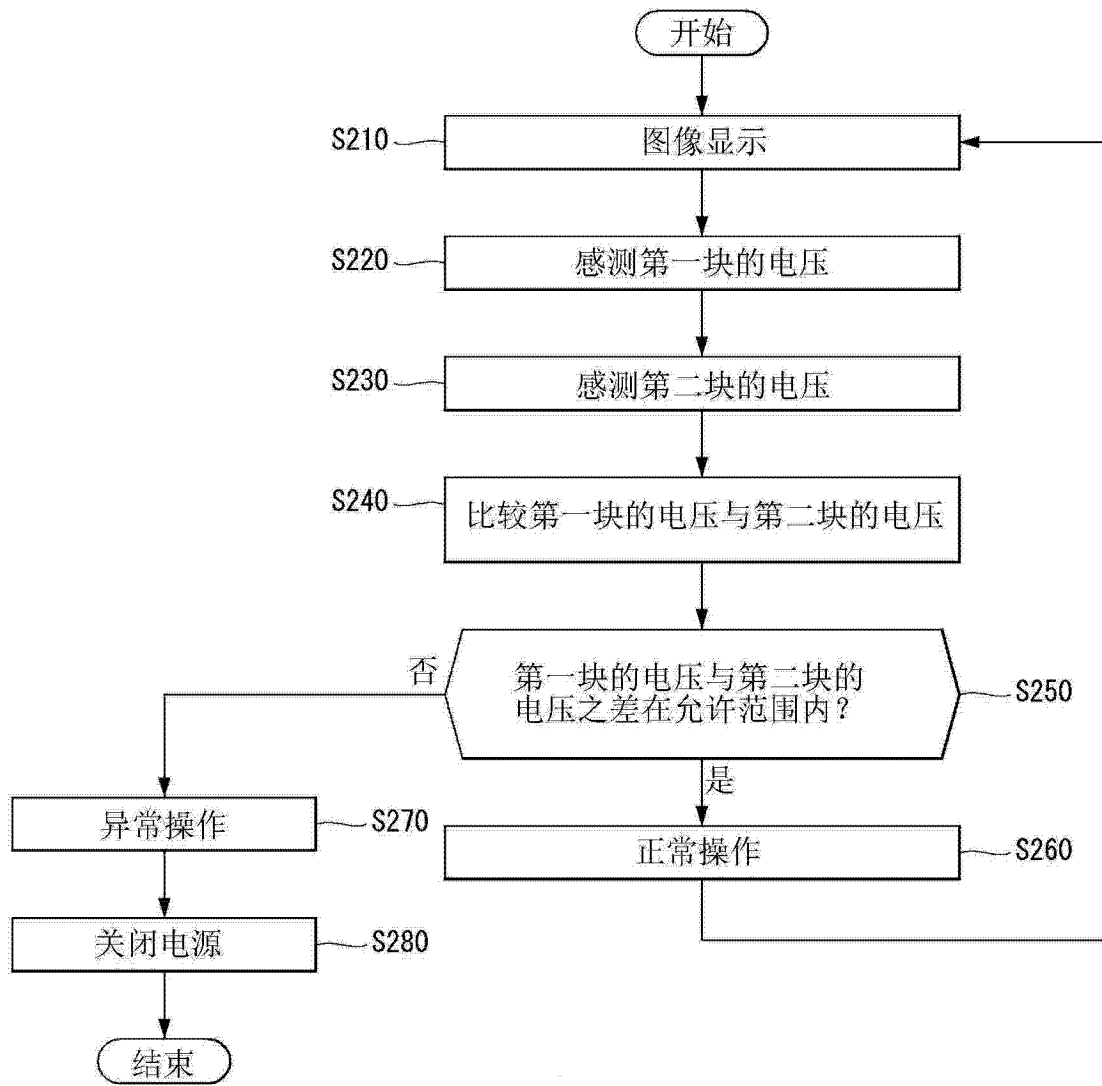 开始
S210
图像显示
S220
感测第一块的电压
S230
感测第二块的电压
S240
比较第一块的电压与第二块的电压
否
第一块的电压与第二块的
电压之差在允许范围内?
S250
是
异常操作
S270
正常操作
S260
关闭电源
S280
结束